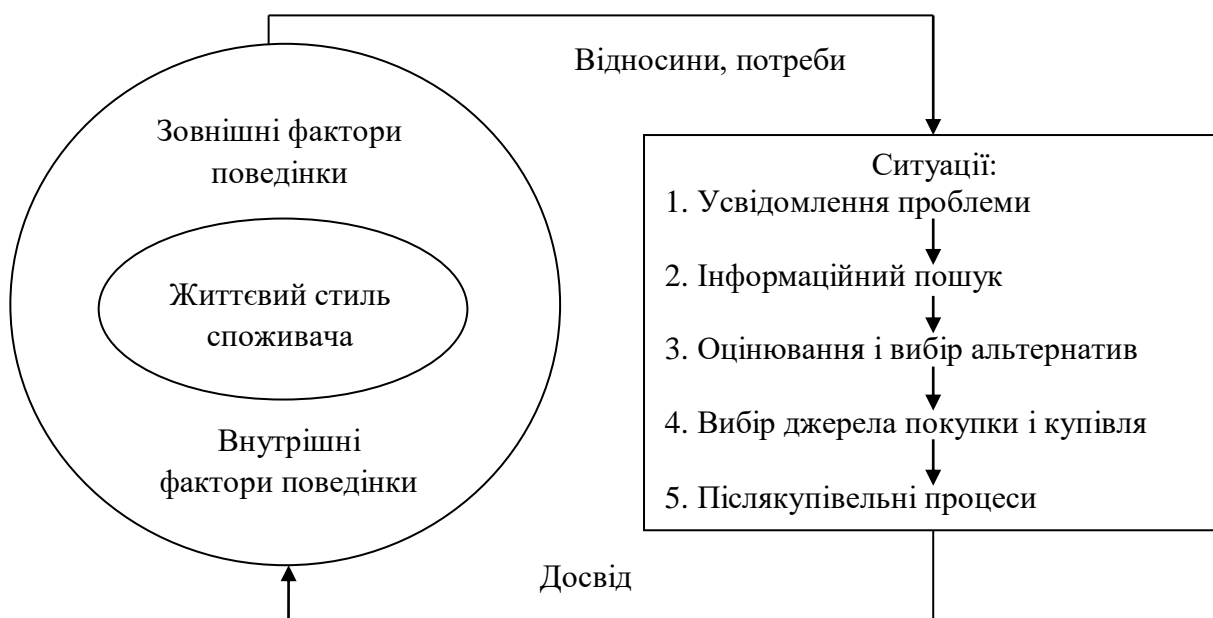 Відносини, потреби
Зовнішні фактори
поведінки
Життєвий стиль
споживача
Внутрішні
фактори поведінки
Ситуації:
1. Усвідомлення проблеми
2. Інформаційний пошук
3. Оцінювання і вибір альтернатив
4. Вибір джерела покупки і купівля
5. Післякупівельні процеси
Досвід